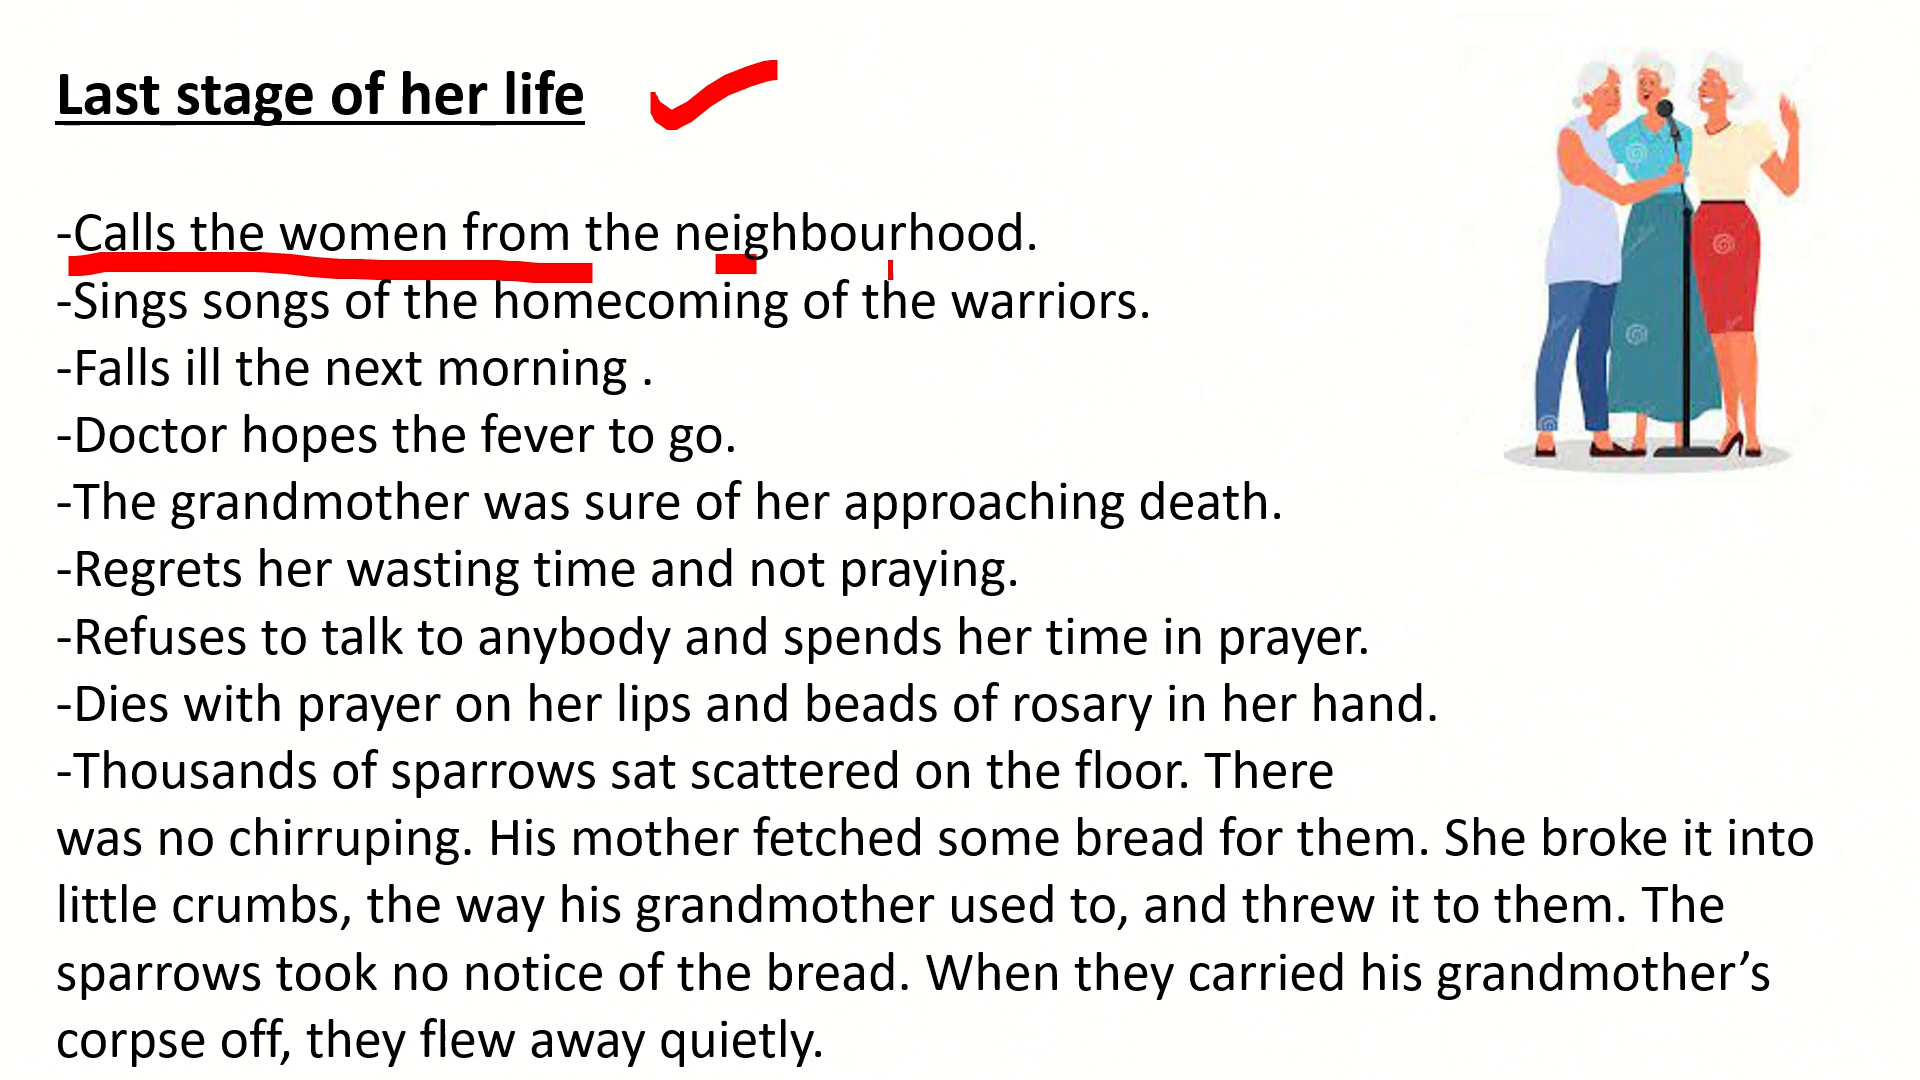 Last stage of her life
-Calls the women from the neighbourhood.
-Sings songs of the homecoming of the warriors.
-Falls ill the next morning .
-Doctor hopes the fever to go.
-The grandmother was sure of her approaching death.
-Regrets her wasting time and not praying.
-Refuses to talk to anybody and spends her time in prayer.
-Dies with prayer on her lips and beads of rosary in her hand.
-Thousands of sparrows sat scattered on the floor. There
was no chirruping. His mother fetched some bread for them. She broke it into
little crumbs, the way his grandmother used to, and threw it to them. The
sparrows took no notice of the bread. When they carried his grandmother’s
corpse off, they flew away quietly.